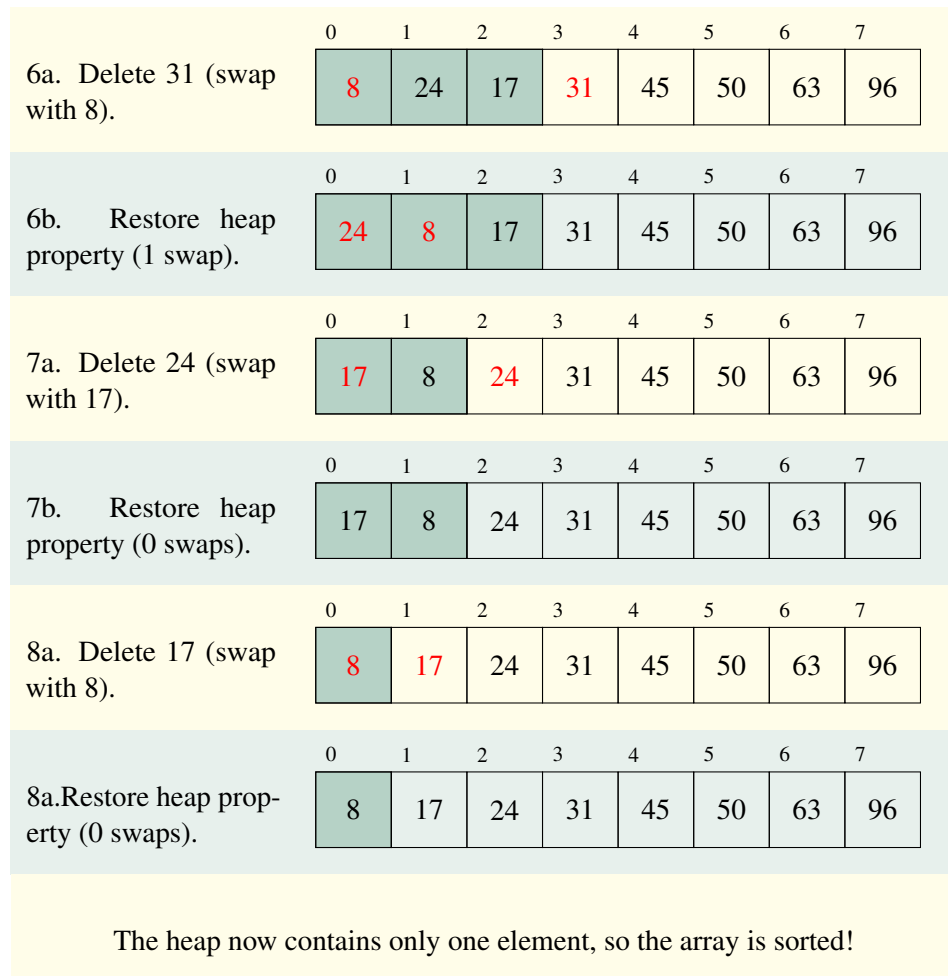 0 1 2 3 4 5 6 7
6a. Delete 31 (swap
with 8).
8 24 17 31 45 50 63 96
0 1 2 3 4 5 6 7
6b. Restore heap
property (1 swap).
24 8 17 31 45 50 63 96
0 1 2 3 4 5 6 7
7a. Delete 24 (swap
with 17).
17 8 24 31 45 50 63 96
0 1 2 3 4 5 6 7
7b. Restore heap
property (0 swaps).
17 8 24 31 45 50 63 96
0 1 2 3 4 5 6 7
8a. Delete 17 (swap
with 8).
8 17 24 31 45 50 63 96
0 1 2 3 4 5 6 7
8a.Restore heap prop-
erty (0 swaps).
8 17 24 31 45 50 63 96
The heap now contains only one element, so the array is sorted!